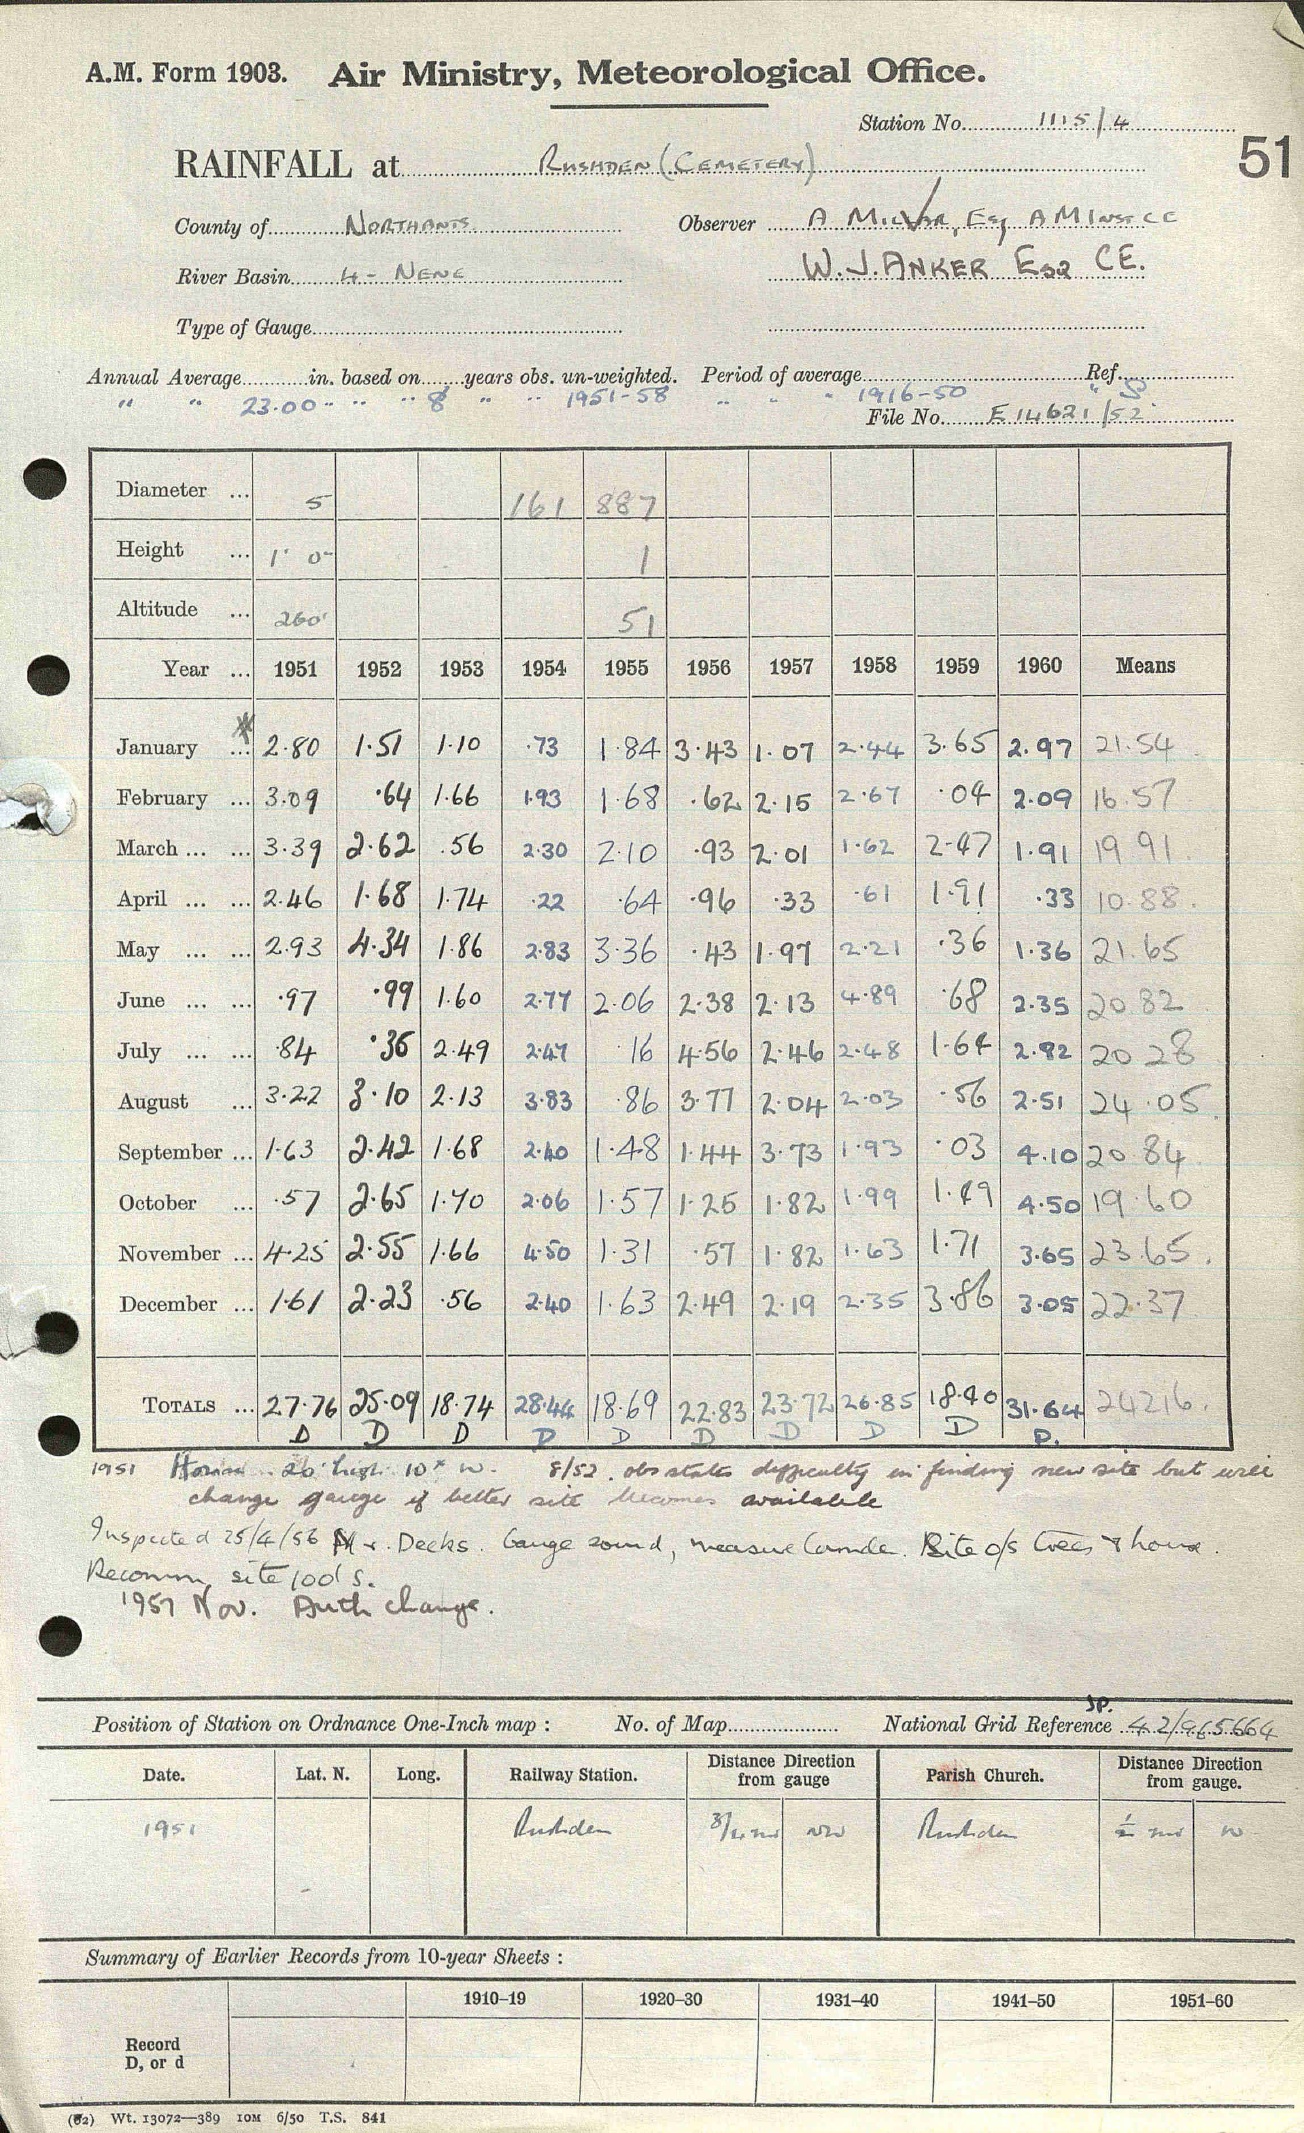 A.M. Form 1903. Air Ministry, Meteorological Office.
Station No. 1115/4
51
RAINFALL at RUSHDEN (CEMETERY)
County of NORTHANTS Observer A MILLAR, Esq AMINST CE
River Basin 4 - NENE W. J. ANKER ESQ CE.
Type of Gauge
Annual Average in. based on years obs. un-weighted. Period of average Ref.
" " 23.00 " " " 8 " " 1951-58 " " " 1916-50 " S.
File No. E 14621/52
Diameter ... 5 161 887
Height ... 1' 0" 1
Altitude ... 260' 51
Year ... 1951 1952 1953 1954 1955 1956 1957 1958 1959 1960 Means
January ... 2.80 1.51 1.10 .73 1.84 3.43 1.07 2.44 3.65 2.97 21.54
February ... 3.09 .64 1.66 1.93 1.68 .62 2.15 2.67 .04 2.09 16.57
March ... ... 3.39 2.62 .56 2.30 2.10 .93 2.01 1.62 2.47 1.91 19.91
April ... ... 2.46 1.68 1.74 .22 .64 .96 .33 .61 1.91 .33 10.88
May ... ... 2.93 4.34 1.86 2.83 3.36 .43 1.97 2.21 .36 1.36 21.65
June ... ... .97 .99 1.60 2.77 2.06 2.38 2.13 4.89 .68 2.35 20 82
July ... ... .84 .36 2.49 2.47 16 4.56 2.46 2.48 1.64 2.82 20 28
August ... 3.22 3.10 2.13 3.83 .86 3.77 2.04 2.03 .56 2.51 24.05
September ... 1.63 2.42 1.68 2.40 1.48 1.44 3.73 1.93 .03 4.10 20 84
October ... .57 2.65 1.70 2.06 1.57 1.25 1.82 1.99 1.49 4.50 19.60
November ... 4.25 2.55 1.66 4.50 1.31 .57 1.82 1.63 1.71 3.65 23.65
December ... 1.61 2.23 .56 2.40 1.63 2.49 2.19 2.35 3.86 3.05 22.37
TOTALS ... 27.76 25.09 18.74 28.44 18.69 22.83 23.72 26.85 18.40 31.64 24216.
D D D D D D D D D D.
1951 26' high 10x W. 8/52. obs states difficulty in finding new site but will
change gauge if better site becomes available
Inspected 25/4/56 Mr. Deeks. Gauge sound, measure Site o/s trees & house.
Recomm site 100' S.
1957 Nov. Auth change.
Position of Station on Ordnance One-Inch map : No. of Map National Grid Reference SP. 42/965664
Date. Lat. N. Long. Railway Station. Distance Direction from gauge Parish Church. Distance Direction from gauge.
1951 Rushden 3/4 mi NW Rushden 1/2 mi W
Summary of Earlier Records from 10-year Sheets :
1910–19 1920–30 1931–40 1941–50 1951–60
Record
D, or d
(62) Wt. 13072—389 10M 6/50 T.S. 841